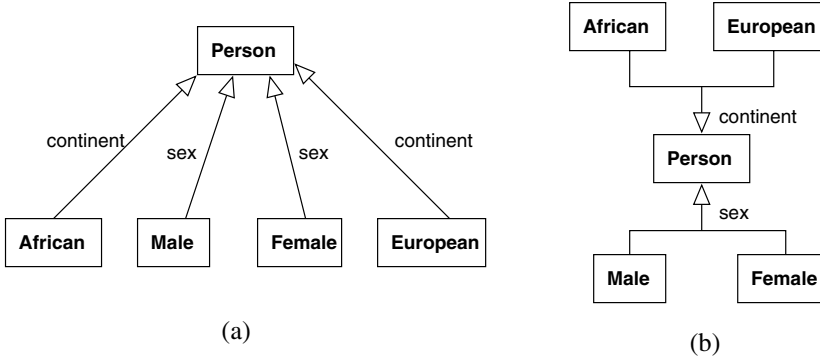 Person
continent
sex
sex
continent
African
Male
Female
European
(a)
African
European
continent
Person
sex
Male
Female
(b)